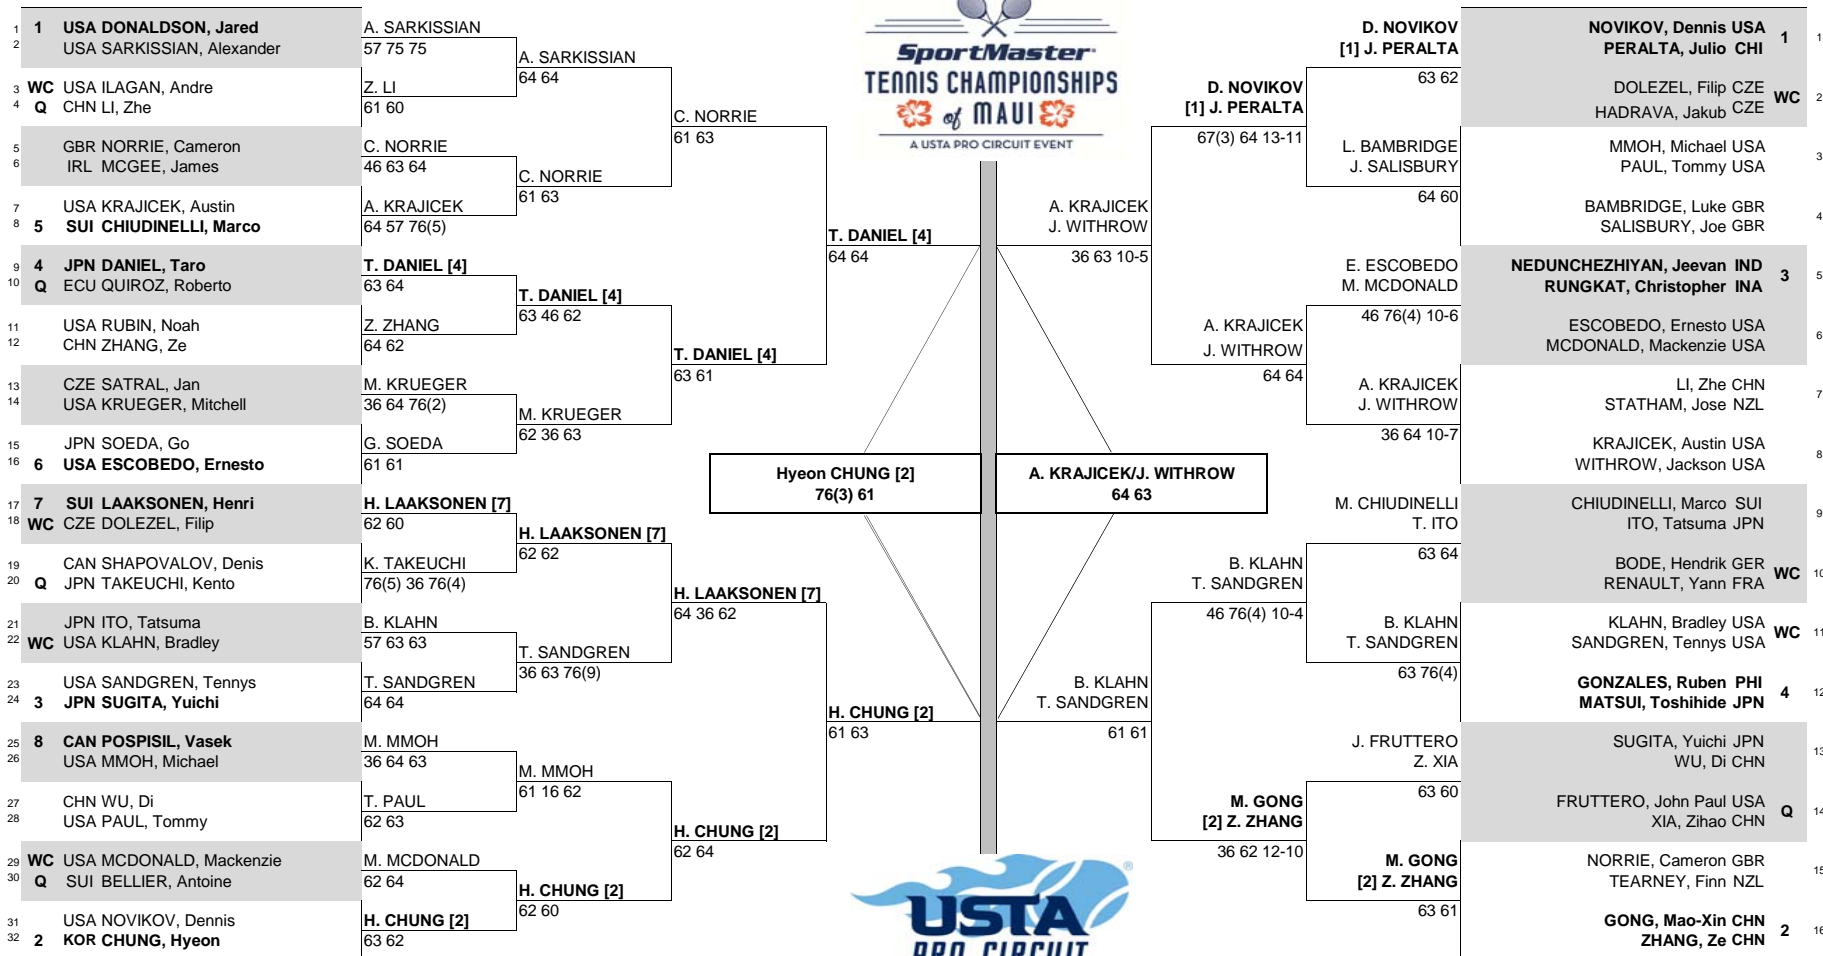 1 1 USA DONALDSON, Jared
2 USA SARKISSIAN, Alexander
3 WC USA ILAGAN, Andre
4 Q CHN LI, Zhe
5 GBR NORRIE, Cameron
6 IRL MCGEE, James
7 USA KRAJICEK, Austin
8 5 SUI CHIUDINELLI, Marco
9 4 JPN DANIEL, Taro
10 Q ECU QUIROZ, Roberto
11 USA RUBIN, Noah
12 CHN ZHANG, Ze
13 CZE SATRAL, Jan
14 USA KRUEGER, Mitchell
15 JPN SOEDA, Go
16 6 USA ESCOBEDO, Ernesto
17 7 SUI LAAKSONEN, Henri
18 WC CZE DOLEZEL, Filip
19 CAN SHAPOVALOV, Denis
20 Q JPN TAKEUCHI, Kento
21 JPN ITO, Tatsuma
22 WC USA KLAHN, Bradley
23 USA SANDGREN, Tennys
24 3 JPN SUGITA, Yuichi
25 8 CAN POSPISIL, Vasek
26 USA MMOH, Michael
27 CHN WU, Di
28 USA PAUL, Tommy
29 WC USA MCDONALD, Mackenzie
30 Q SUI BELLIER, Antoine
31 USA NOVIKOV, Dennis
32 2 KOR CHUNG, Hyeon
A. SARKISSIAN
57 75 75
Z. LI
61 60
C. NORRIE
46 63 64
A. KRAJICEK
64 57 76(5)
T. DANIEL [4]
63 64
Z. ZHANG
64 62
M. KRUEGER
36 64 76(2)
G. SOEDA
61 61
H. LAAKSONEN [7]
62 60
K. TAKEUCHI
76(5) 36 76(4)
B. KLAHN
57 63 63
T. SANDGREN
64 64
M. MMOH
36 64 63
T. PAUL
62 63
M. MCDONALD
62 64
H. CHUNG [2]
63 62
A. SARKISSIAN
64 64
C. NORRIE
61 63
T. DANIEL [4]
63 46 62
M. KRUEGER
62 36 63
H. LAAKSONEN [7]
62 62
T. SANDGREN
36 63 76(9)
M. MMOH
61 16 62
H. CHUNG [2]
62 60
C. NORRIE
61 63
T. DANIEL [4]
63 61
H. LAAKSONEN [7]
64 36 62
H. CHUNG [2]
62 64
T. DANIEL [4]
64 64
H. CHUNG [2]
61 63
Hyeon CHUNG [2]
76(3) 61
SportMaster
TENNIS CHAMPIONSHIPS
of MAUI
A USTA PRO CIRCUIT EVENT
USTA
PRO CIRCUIT
®
A. KRAJICEK/J. WITHROW
64 63
A. KRAJICEK
J. WITHROW
36 63 10-5
B. KLAHN
T. SANDGREN
61 61
D. NOVIKOV
[1] J. PERALTA
67(3) 64 13-11
A. KRAJICEK
J. WITHROW
64 64
B. KLAHN
T. SANDGREN
46 76(4) 10-4
M. GONG
[2] Z. ZHANG
36 62 12-10
D. NOVIKOV
[1] J. PERALTA
63 62
L. BAMBRIDGE
J. SALISBURY
64 60
E. ESCOBEDO
M. MCDONALD
46 76(4) 10-6
A. KRAJICEK
J. WITHROW
36 64 10-7
M. CHIUDINELLI
T. ITO
63 64
B. KLAHN
T. SANDGREN
63 76(4)
J. FRUTTERO
Z. XIA
63 60
M. GONG
[2] Z. ZHANG
63 61
NOVIKOV, Dennis USA
PERALTA, Julio CHI 1 1
DOLEZEL, Filip CZE
HADRAVA, Jakub CZE WC 2
MMOH, Michael USA
PAUL, Tommy USA 3
BAMBRIDGE, Luke GBR
SALISBURY, Joe GBR 4
NEDUNCHEZHIYAN, Jeevan IND
RUNGKAT, Christopher INA 3 5
ESCOBEDO, Ernesto USA
MCDONALD, Mackenzie USA 6
LI, Zhe CHN
STATHAM, Jose NZL 7
KRAJICEK, Austin USA
WITHROW, Jackson USA 8
CHIUDINELLI, Marco SUI
ITO, Tatsuma JPN 9
BODE, Hendrik GER
RENAULT, Yann FRA WC 10
KLAHN, Bradley USA
SANDGREN, Tennys USA WC 11
GONZALES, Ruben PHI
MATSUI, Toshihide JPN 4 12
SUGITA, Yuichi JPN
WU, Di CHN 13
FRUTTERO, John Paul USA
XIA, Zihao CHN Q 14
NORRIE, Cameron GBR
TEARNEY, Finn NZL 15
GONG, Mao-Xin CHN
ZHANG, Ze CHN 2 16